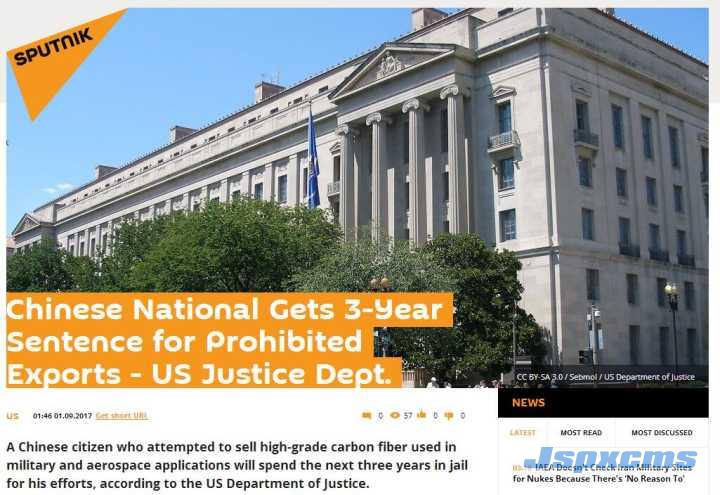 SPUTNIK
Chinese National Gets 3-Year
Sentence for Prohibited
Exports - US Justice Dept.
CC BY-SA 3.0 / Sebmol / US Department of Justice
US 01:46 01.09.2017 Get short URL 0 57 0 0
A Chinese citizen who attempted to sell high-grade carbon fiber used in
military and aerospace applications will spend the next three years in jail
for his efforts, according to the US Department of Justice.
NEWS
LATEST MOST READ MOST DISCUSSED
IAEA Doesn't Check Iran Military Sites
for Nukes Because There's 'No Reason To'
Jspxcms